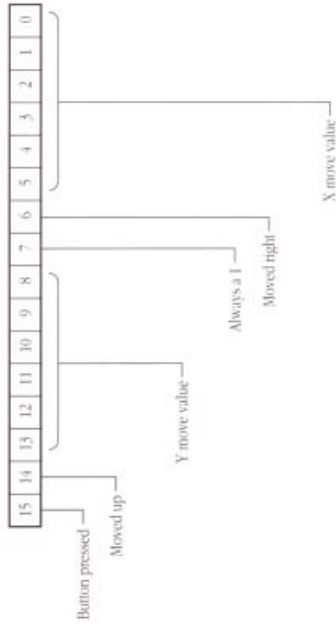 15 14 13 12 11 10 9 8 7 6 5 4 3 2 1 0
Button pressed
Moved up
Y move value
Always a 1
Moved right
X move value